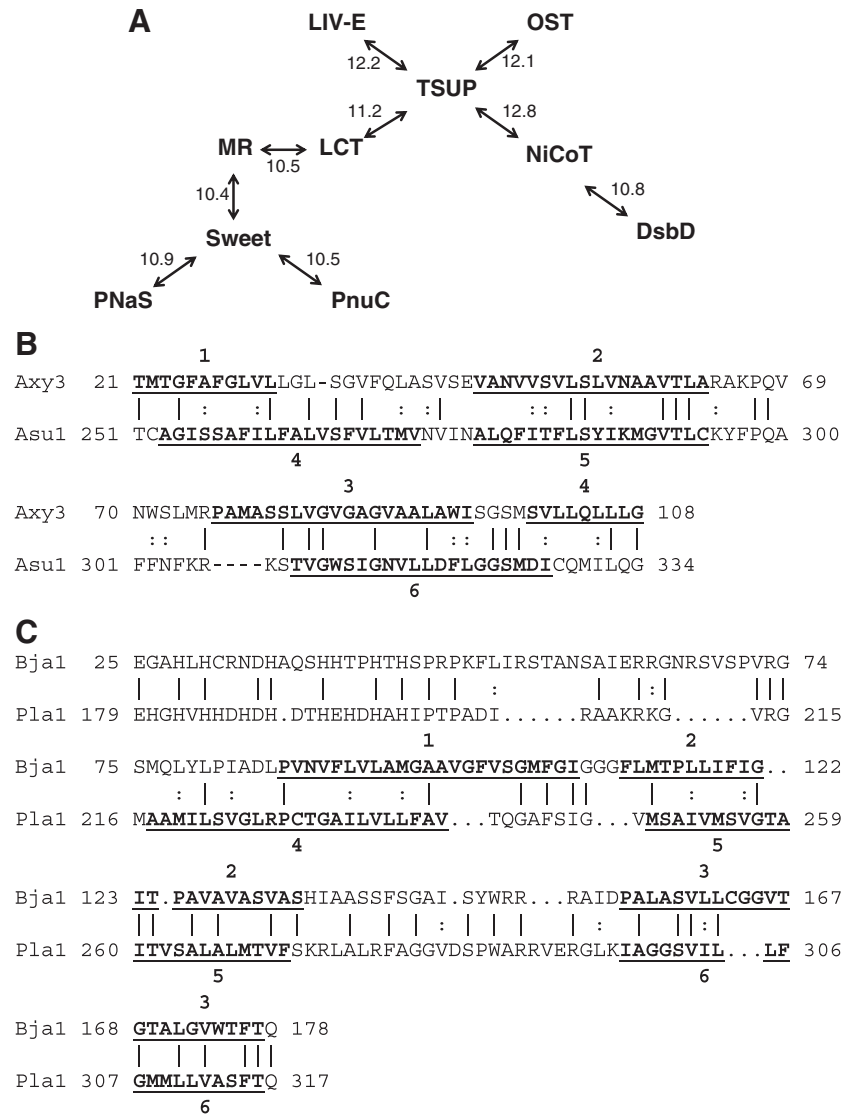 A
LIV-E OST
12.2 12.1
TSUP
11.2 12.8
MR LCT NiCoT
10.5
10.4 10.8
Sweet DsbD
10.9 10.5
PNaS PnuC
B
1 2
Axy3 21 TMTGFAFGLVLLGL-SGVFQLASVSEVANVVSVLSLVNAAVTLARAKPQV 69
Asu1 251 TCAGISSAFILFALVSFVLTMVNVINALQFITFLSYIKMGVTLCKYFPQA 300
4 5
3 4
Axy3 70 NWSLMRPAMASSLVGVGAGVAALAWISGSMSVLLQLLLG 108
Asu1 301 FFNFKR----KSTVGWSIGNVLLDFLGGSMDICQMILQG 334
6
C
Bja1 25 EGAHLHCRNDHAQSHHTPHTHSPRPKFLIRSTANSAIERRGNRSVSPVRG 74
Pla1 179 EHGHVHHDHDH.DTHEHDHAHIPTPADI......RAAKRKG......VRG 215
1 2
Bja1 75 SMQLYLPIADLPVNVFLVLAMGAAVGFVSGMFGIGGGFLMTPLLIFIG.. 122
Pla1 216 MAAMILSVGLRPCTGAILVLLFAV...TQGAFSIG...VMSAIVMSVGTA 259
4 5
2 3
Bja1 123 IT.PAVAVASVASHIAASSFSGAI.SYWRR...RAIDPALASVLLCGGVT 167
Pla1 260 ITVSALALMTVFSKRLALRFAGGVDSPWARRVERGLKIAGGSVIL...LF 306
5 6
3
Bja1 168 GTALGVWTFTQ 178
Pla1 307 GMMLLVASFTQ 317
6